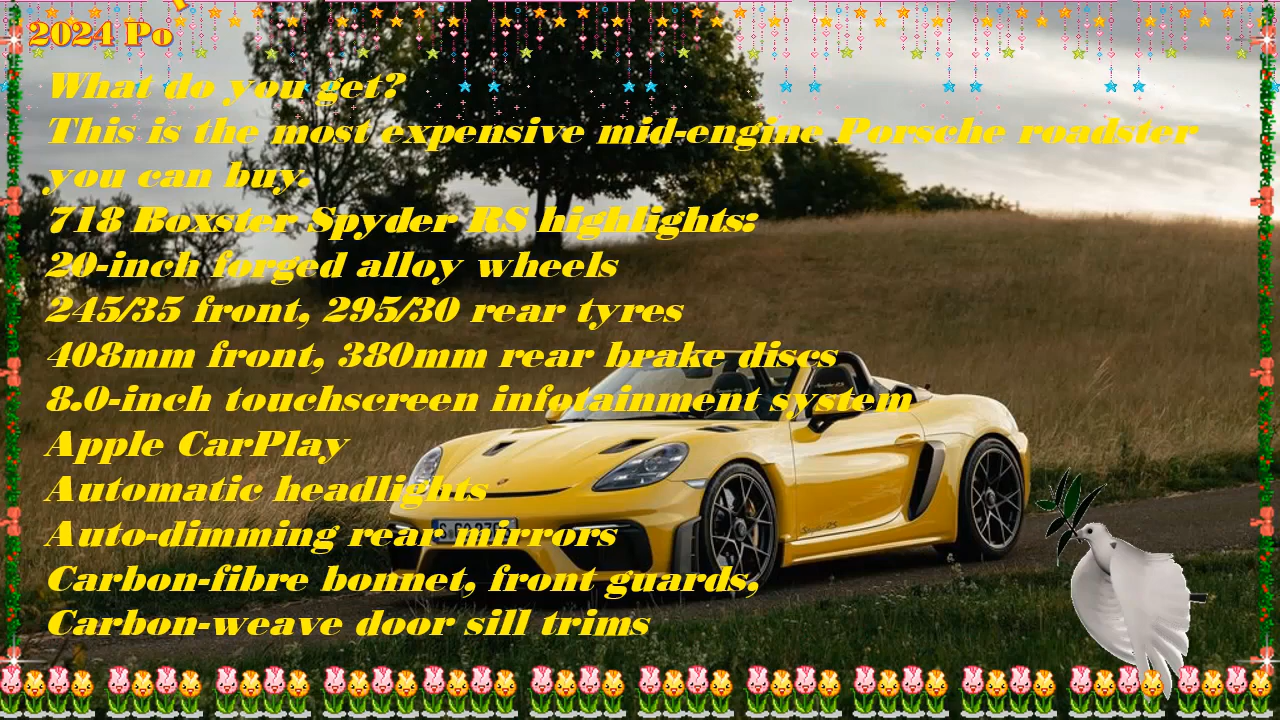 2024 Po
What do you get?
This is the most expensive mid-engine Porsche roadster
you can buy.
718 Boxster Spyder RS highlights:
20-inch forged alloy wheels
245/35 front, 295/30 rear tyres
408mm front, 380mm rear brake discs
8.0-inch touchscreen infotainment system
Apple CarPlay
Automatic headlights
Auto-dimming rear mirrors
Carbon-fibre bonnet, front guards,
Carbon-weave door sill trims
Spyder RS